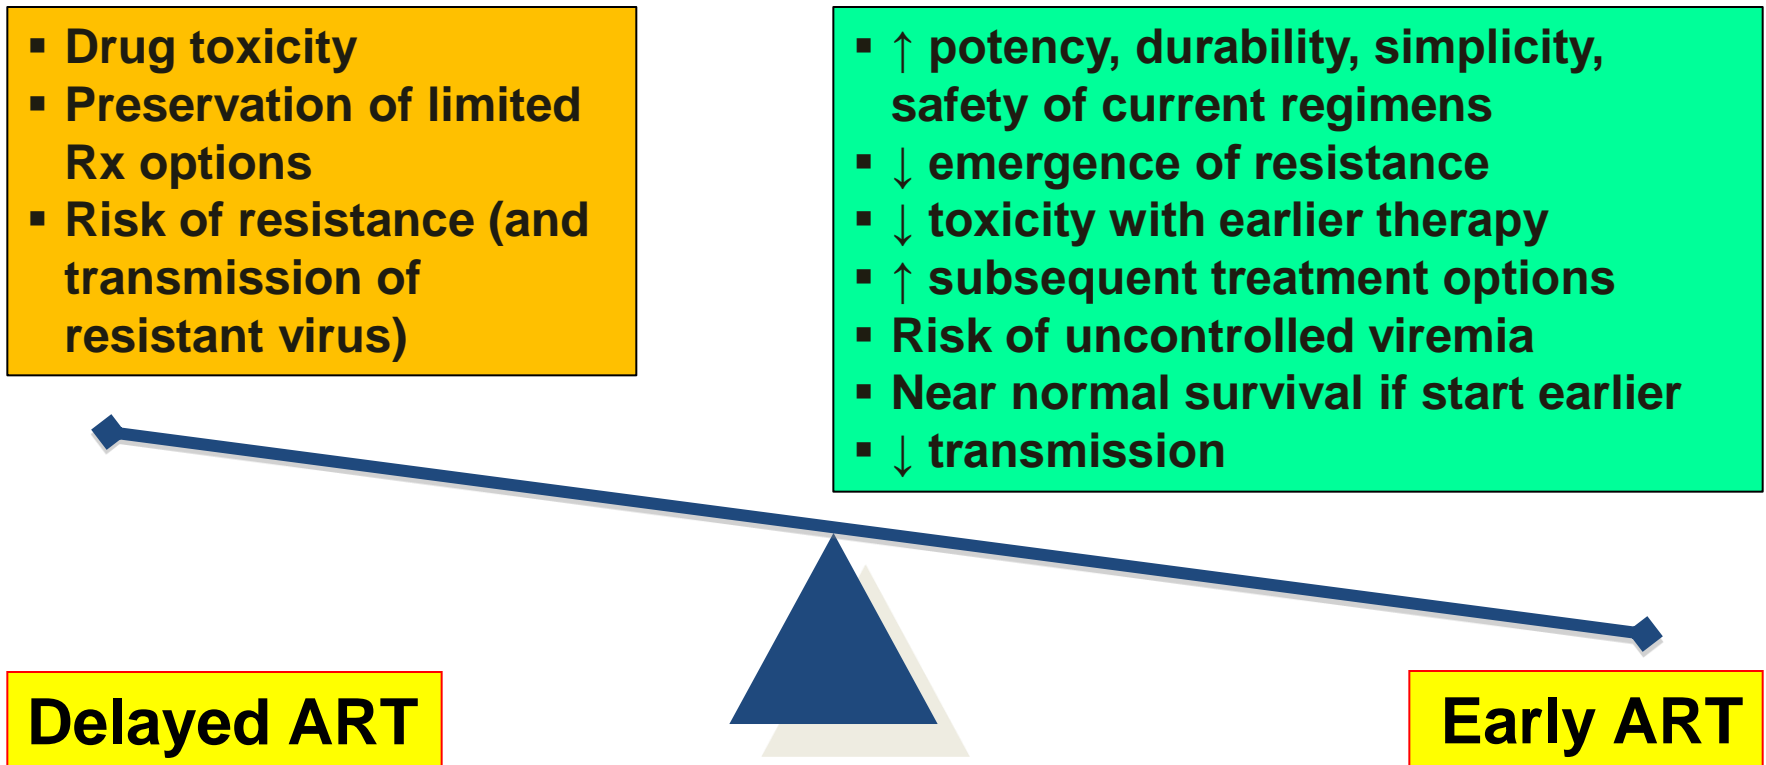 ▪ Drug toxicity
▪ Preservation of limited
Rx options
▪ Risk of resistance (and
transmission of
resistant virus)
▪ ↑ potency, durability, simplicity,
safety of current regimens
▪ ↓ emergence of resistance
▪ ↓ toxicity with earlier therapy
▪ ↑ subsequent treatment options
▪ Risk of uncontrolled viremia
▪ Near normal survival if start earlier
▪ ↓ transmission
Delayed ART
Early ART